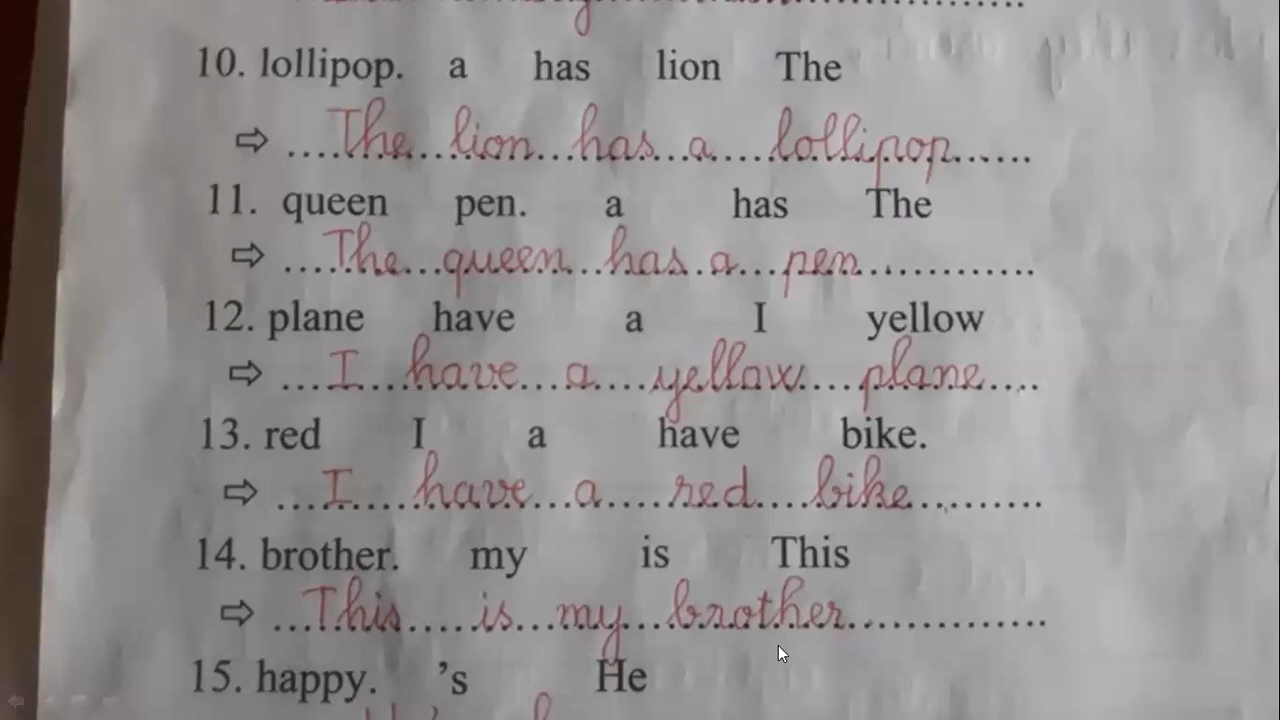 10. lollipop. a has lion The
⇨ ....The...lion...has...a....lollipop......
11. queen pen. a has The
⇨ ....The...queen...has.a...pen.............
12. plane have a I yellow
⇨ ...I...have...a....yellow....plane....
13. red I a have bike.
⇨ ...I....have...a....red....bike.........
14. brother. my is This
⇨ ...This.....is...my...brother..............
15. happy. ’s He